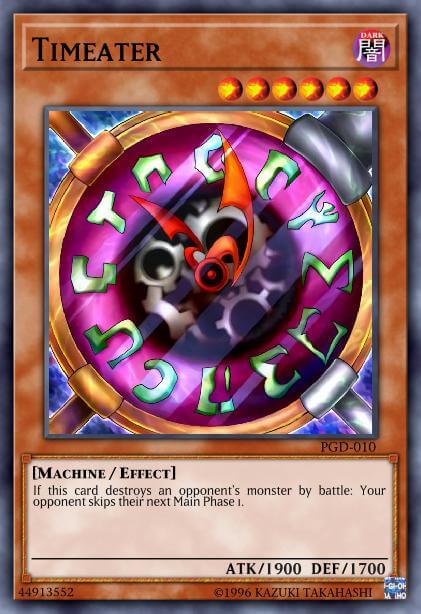 Timeater
DARK
闇
PGD-010
[Machine / Effect]
If this card destroys an opponent's monster by battle: Your
opponent skips their next Main Phase 1.
ATK/1900 DEF/1700
44913552
©1996 KAZUKI TAKAHASHI